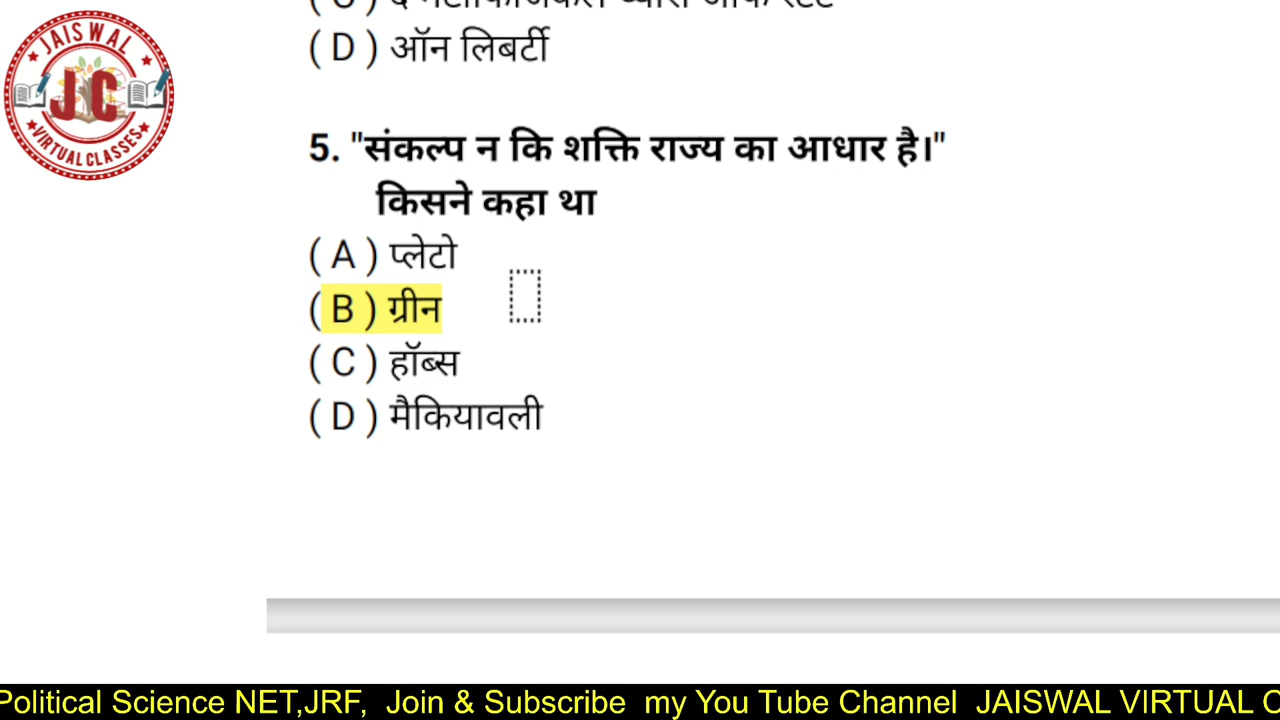 ( D ) ऑन लिबर्टी
JAISWAL
JC
VIRTUAL CLASSES
5. "संकल्प न कि शक्ति राज्य का आधार है।"
किसने कहा था
( A ) प्लेटो
( B ) ग्रीन
( C ) हॉब्स
( D ) मैकियावली
Political Science NET,JRF, Join & Subscribe my You Tube Channel JAISWAL VIRTUAL